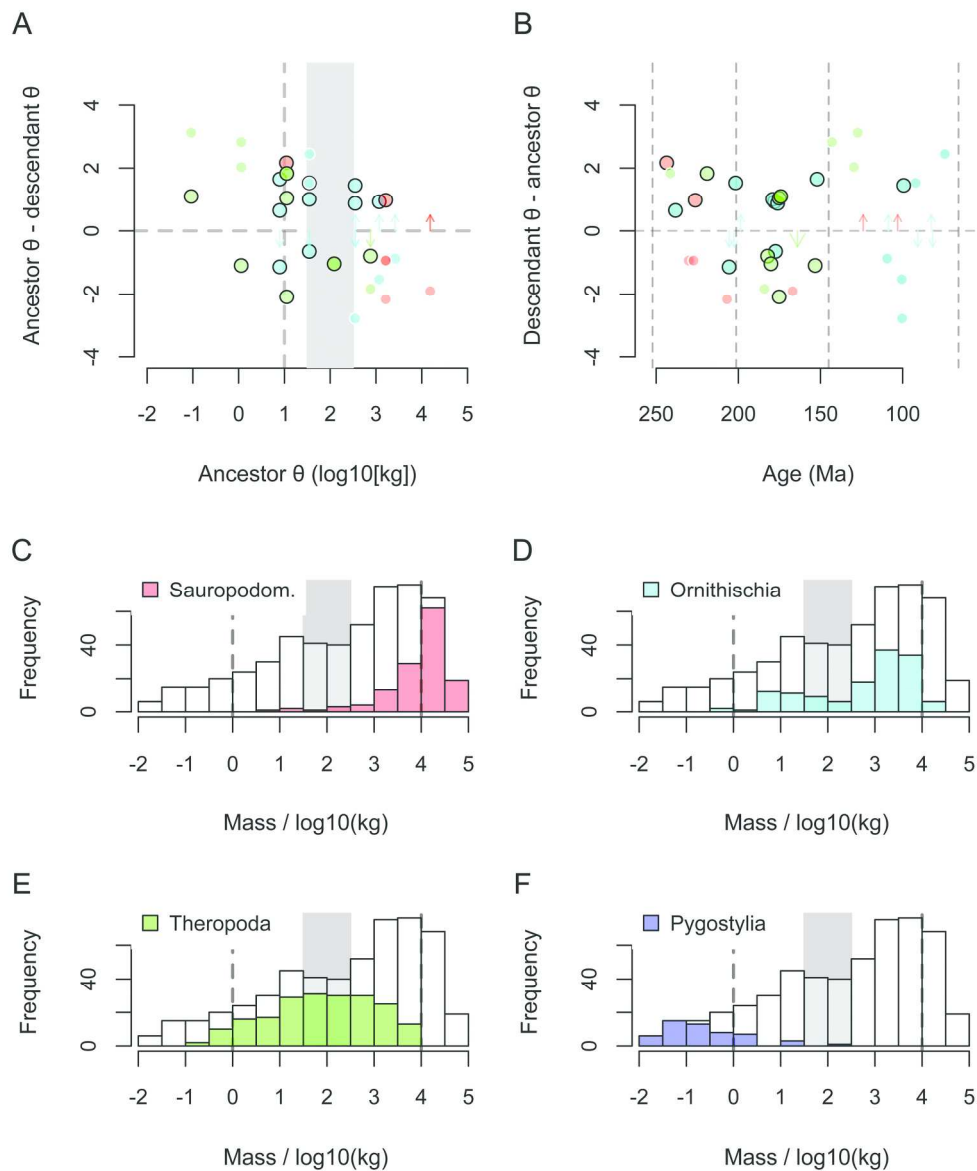 A
B
Ancestor θ - descendant θ
4
2
0
-2
-4
-2 -1 0 1 2 3 4 5
Ancestor θ (log10[kg])
Descendant θ - ancestor θ
4
2
0
-2
-4
250 200 150 100
Age (Ma)
C
D
Sauropodom.
Frequency
40
0
-2 -1 0 1 2 3 4 5
Mass / log10(kg)
Ornithischia
Frequency
40
0
-2 -1 0 1 2 3 4 5
Mass / log10(kg)
E
F
Theropoda
Frequency
40
0
-2 -1 0 1 2 3 4 5
Mass / log10(kg)
Pygostylia
Frequency
40
0
-2 -1 0 1 2 3 4 5
Mass / log10(kg)